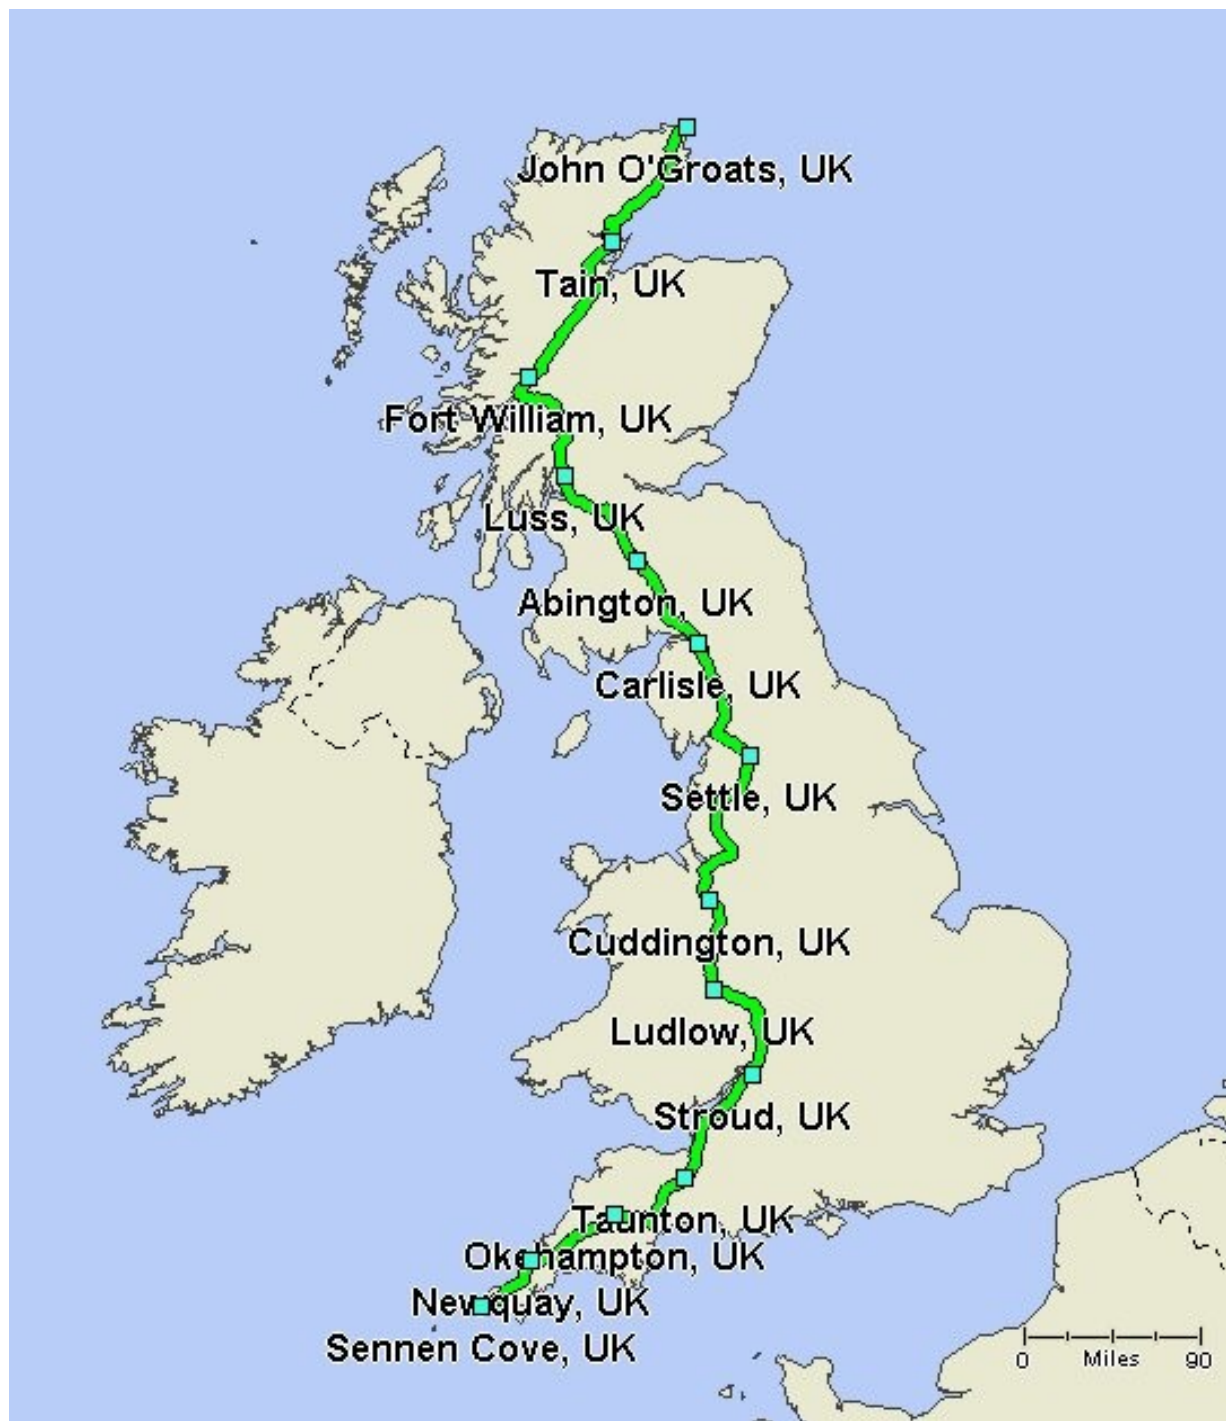 John O'Groats, UK
Tain, UK
Fort William, UK
Luss, UK
Abington, UK
Carlisle, UK
Settle, UK
Cuddington, UK
Ludlow, UK
Stroud, UK
Taunton, UK
Okehampton, UK
Newquay, UK
Sennen Cove, UK
0 Miles 90